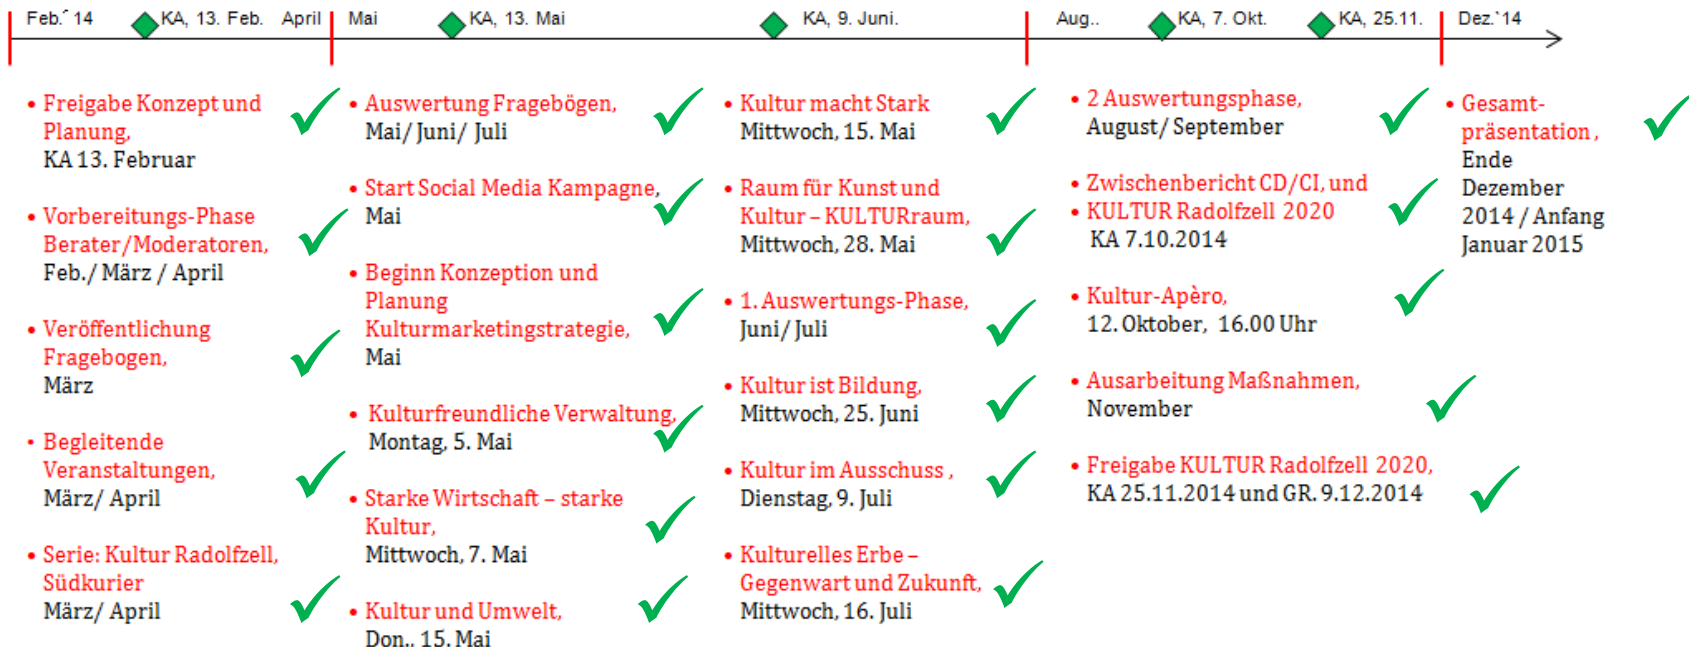 Feb.´ 14
KA, 13. Feb.
April
Mai
KA, 13. Mai
KA, 9. Juni.
Aug..
KA, 7. Okt.
KA, 25.11.
Dez.`14
• Freigabe Konzept und
Planung,
KA 13. Februar
• Vorbereitungs-Phase
Berater/Moderatoren,
Feb./ März / April
• Veröffentlichung
Fragebogen,
März
• Begleitende
Veranstaltungen,
März/ April
• Serie: Kultur Radolfzell,
Südkurier
März/ April
• Auswertung Fragebögen,
Mai/ Juni/ Juli
• Start Social Media Kampagne,
Mai
• Beginn Konzeption und
Planung
Kulturmarketingstrategie,
Mai
• Kulturfreundliche Verwaltung,
Montag, 5. Mai
• Starke Wirtschaft – starke
Kultur,
Mittwoch, 7. Mai
• Kultur und Umwelt,
Don.. 15. Mai
• Kultur macht Stark
Mittwoch, 15. Mai
• Raum für Kunst und
Kultur – KULTURraum,
Mittwoch, 28. Mai
• 1. Auswertungs-Phase,
Juni/ Juli
• Kultur ist Bildung,
Mittwoch, 25. Juni
• Kultur im Ausschuss ,
Dienstag, 9. Juli
• Kulturelles Erbe –
Gegenwart und Zukunft,
Mittwoch, 16. Juli
• 2 Auswertungsphase,
August/ September
• Zwischenbericht CD/CI, und
• KULTUR Radolfzell 2020
KA 7.10.2014
• Kultur-Apèro,
12. Oktober, 16.00 Uhr
• Ausarbeitung Maßnahmen,
November
• Freigabe KULTUR Radolfzell 2020,
KA 25.11.2014 und GR. 9.12.2014
• Gesamt-
präsentation ,
Ende
Dezember
2014 / Anfang
Januar 2015